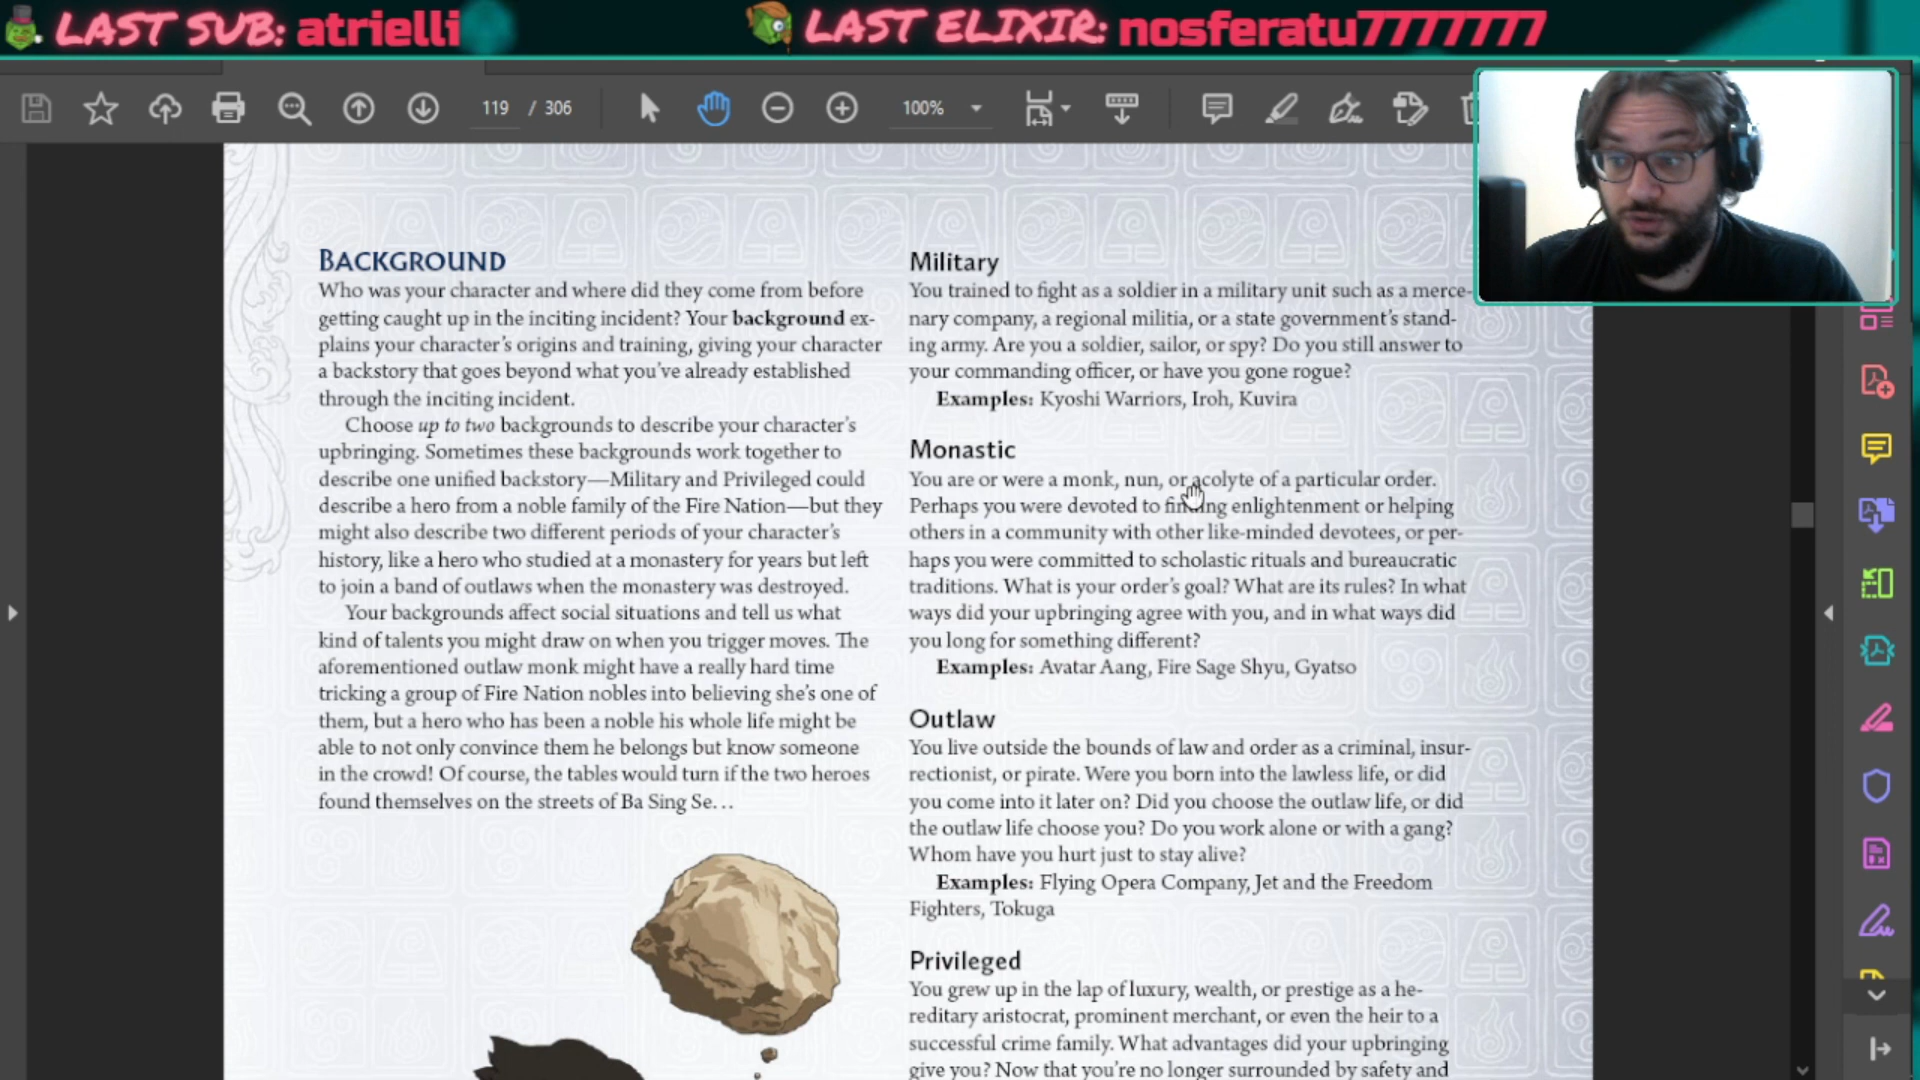 LAST SUB: atrielli
LAST ELIXIR: nosferatu7777777
119 / 306
100%
BACKGROUND
Who was your character and where did they come from before
getting caught up in the inciting incident? Your background ex-
plains your character's origins and training, giving your character
a backstory that goes beyond what you've already established
through the inciting incident.
Choose up to two backgrounds to describe your character's
upbringing. Sometimes these backgrounds work together to
describe one unified backstory—Military and Privileged could
describe a hero from a noble family of the Fire Nation—but they
might also describe two different periods of your character's
history, like a hero who studied at a monastery for years but left
to join a band of outlaws when the monastery was destroyed.
Your backgrounds affect social situations and tell us what
kind of talents you might draw on when you trigger moves. The
aforementioned outlaw monk might have a really hard time
tricking a group of Fire Nation nobles into believing she's one of
them, but a hero who has been a noble his whole life might be
able to not only convince them he belongs but know someone
in the crowd! Of course, the tables would turn if the two heroes
found themselves on the streets of Ba Sing Se…
Military
You trained to fight as a soldier in a military unit such as a merce-
nary company, a regional militia, or a state government's stand-
ing army. Are you a soldier, sailor, or spy? Do you still answer to
your commanding officer, or have you gone rogue?
Examples: Kyoshi Warriors, Iroh, Kuvira
Monastic
You are or were a monk, nun, or acolyte of a particular order.
Perhaps you were devoted to finding enlightenment or helping
others in a community with other like-minded devotees, or per-
haps you were committed to scholastic rituals and bureaucratic
traditions. What is your order's goal? What are its rules? In what
ways did your upbringing agree with you, and in what ways did
you long for something different?
Examples: Avatar Aang, Fire Sage Shyu, Gyatso
Outlaw
You live outside the bounds of law and order as a criminal, insur-
rectionist, or pirate. Were you born into the lawless life, or did
you come into it later on? Did you choose the outlaw life, or did
the outlaw life choose you? Do you work alone or with a gang?
Whom have you hurt just to stay alive?
Examples: Flying Opera Company, Jet and the Freedom
Fighters, Tokuga
Privileged
You grew up in the lap of luxury, wealth, or prestige as a he-
reditary aristocrat, prominent merchant, or even the heir to a
successful crime family. What advantages did your upbringing
give you? Now that you're no longer surrounded by safety and